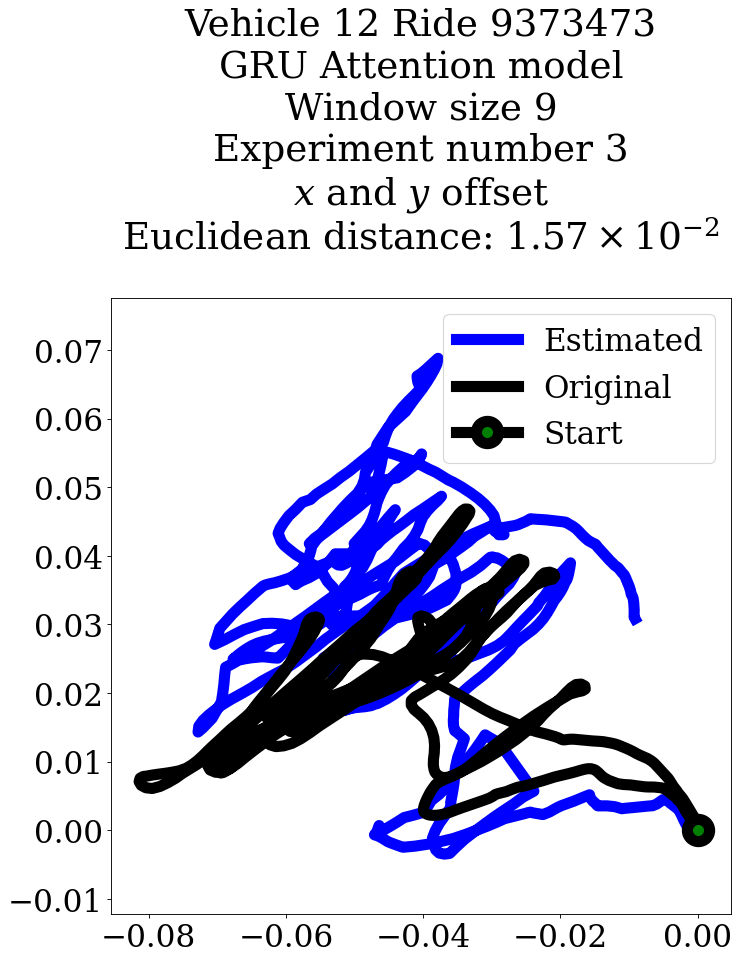 Vehicle 12 Ride 9373473
GRU Attention model
Window size 9
Experiment number 3
x and y offset
Euclidean distance: 1.57 × 10⁻²
Estimated
Original
Start
0.07
0.06
0.05
0.04
0.03
0.02
0.01
0.00
−0.01
−0.08 −0.06 −0.04 −0.02 0.00